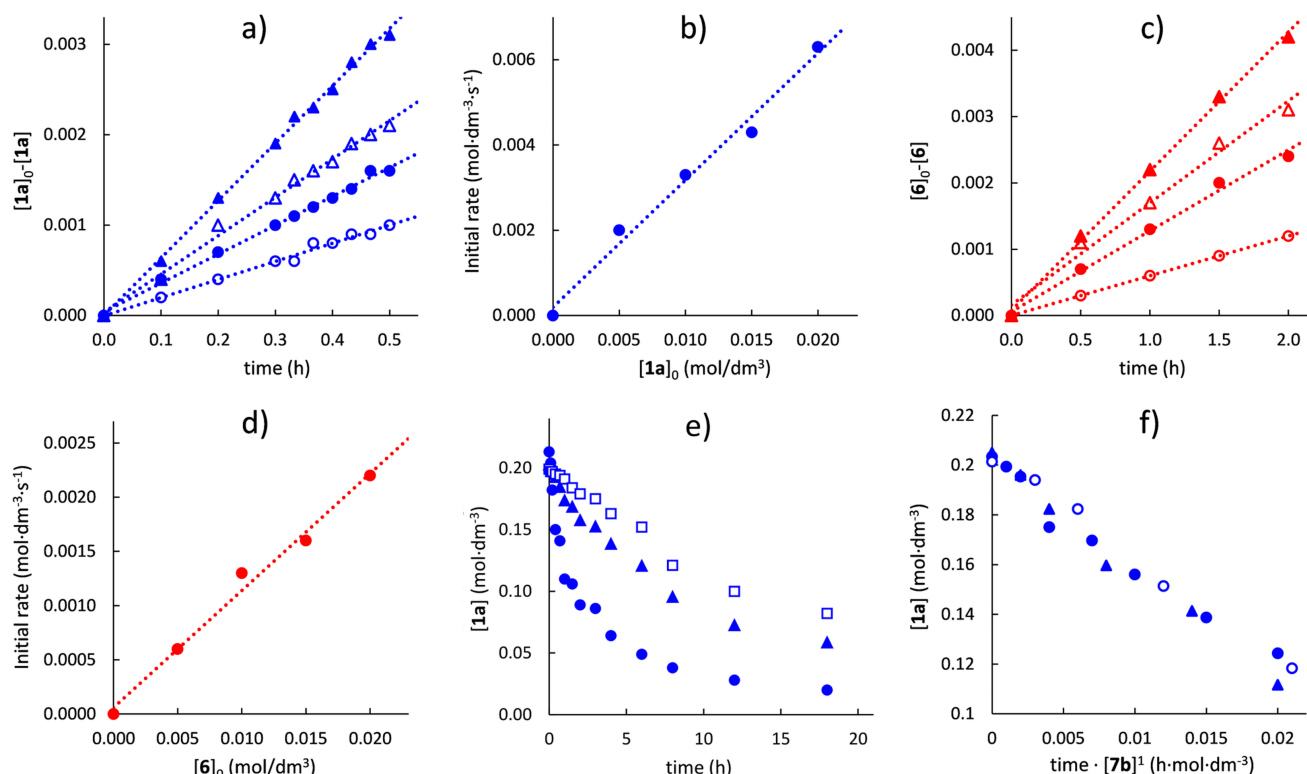 a)
[1a]₀-[1a]
0.003
0.002
0.001
0.000
0.0 0.1 0.2 0.3 0.4 0.5
time (h)
b)
Initial rate (mol·dm⁻³·s⁻¹)
0.006
0.004
0.002
0.000
0.000 0.005 0.010 0.015 0.020
[1a]₀ (mol/dm³)
c)
[6]₀-[6]
0.004
0.003
0.002
0.001
0.000
0.0 0.5 1.0 1.5 2.0
time (h)
d)
Initial rate (mol·dm⁻³·s⁻¹)
0.0025
0.0020
0.0015
0.0010
0.0005
0.0000
0.000 0.005 0.010 0.015 0.020
[6]₀ (mol/dm³)
e)
[1a] (mol·dm⁻³)
0.20
0.15
0.10
0.05
0.00
0 5 10 15 20
time (h)
f)
[1a] (mol·dm⁻³)
0.22
0.2
0.18
0.16
0.14
0.12
0.1
0 0.005 0.01 0.015 0.02
time · [7b]¹ (h·mol·dm⁻³)